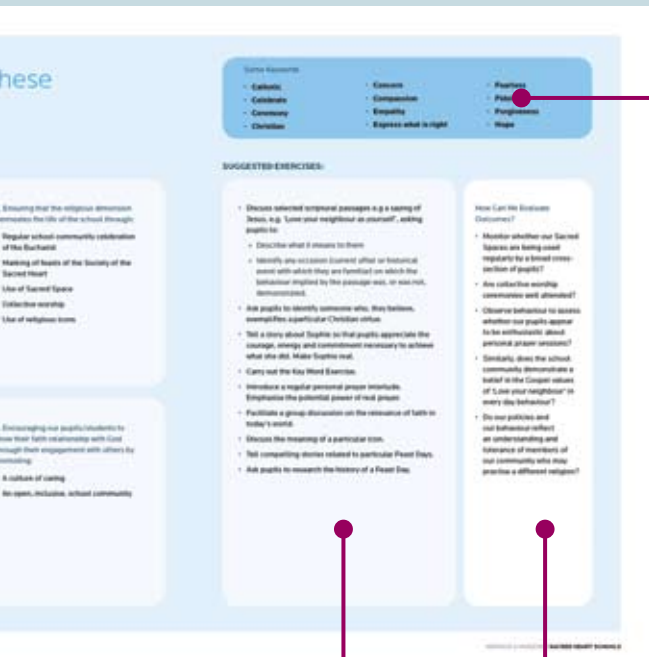 hese
Some Keywords
· Catholic
· Celebrate
· Ceremony
· Christian
· Concern
· Compassion
· Empathy
· Express what is right
· Fearless
· Forgiveness
· Hope
SUGGESTED EXERCISES:
Ensuring that the religious dimension
permeates the life of the school through:
Regular school community celebration
of the Eucharist
Marking of feasts of the Society of the
Sacred Heart
Use of Sacred Space
Collective worship
Use of religious icons
Encouraging our pupils/students to
show their faith relationship with God
through their engagement with others by
promoting:
A culture of caring
An open, inclusive, school community
· Discuss selected scriptural passages e.g a saying of
Jesus, e.g. 'Love your neighbour as yourself', asking
pupils to:
• Describe what it means to them
• Identify any occasion (current affair or historical
event with which they are familiar) on which the
behaviour implied by the passage was, or was not,
demonstrated.
· Ask pupils to identify someone who, they believe,
exemplifies a particular Christian virtue.
· Tell a story about Sophie so that pupils appreciate the
courage, energy and commitment necessary to achieve
what she did. Make Sophie real.
· Carry out the Key Word Exercise.
· Introduce a regular personal prayer interlude.
Emphasise the potential power of real prayer.
· Facilitate a group discussion on the relevance of faith in
today's world.
· Discuss the meaning of a particular icon.
· Tell compelling stories related to particular Feast Days.
· Ask pupils to research the history of a Feast Day.
How Can We Evaluate
Outcomes?
· Monitor whether our Sacred
Spaces are being used
regularly by a broad cross-
section of pupils?
· Are collective worship
ceremonies well attended?
· Observe behaviour to assess
whether our pupils appear
to be enthusiastic about
personal prayer sessions?
· Similarly, does the school
community demonstrate a
belief in the Gospel values
of 'Love your neighbour' in
every day behaviour?
· Do our policies and
our behaviour reflect
an understanding and
tolerance of members of
our community who may
practise a different religion?
SACRED HEART SCHOOLS